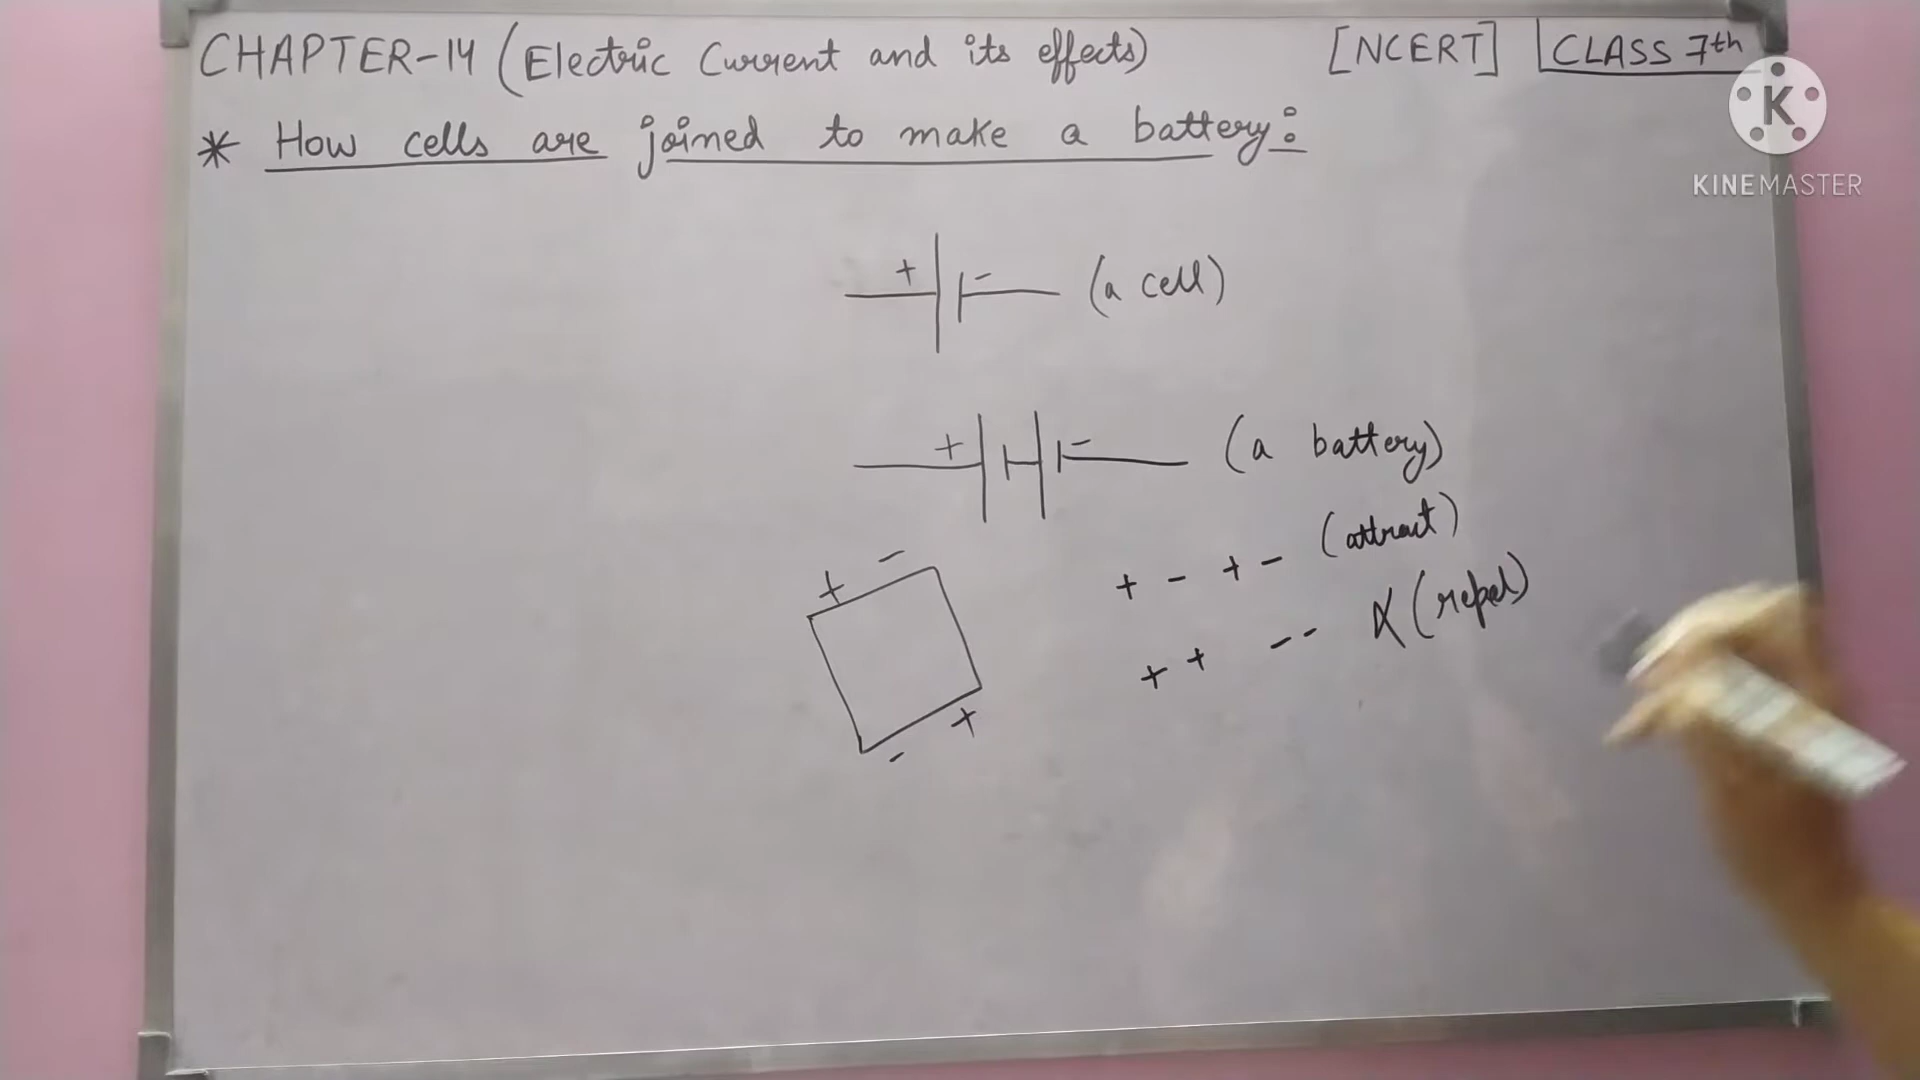 CHAPTER-14 (Electric Current and its effects) [NCERT] CLASS 7th
K
KINEMASTER
* How cells are joined to make a battery:
+ - (a cell)
+ - (a battery)
+ - + - (attract)
+ + - - (repel)
+ -
- +